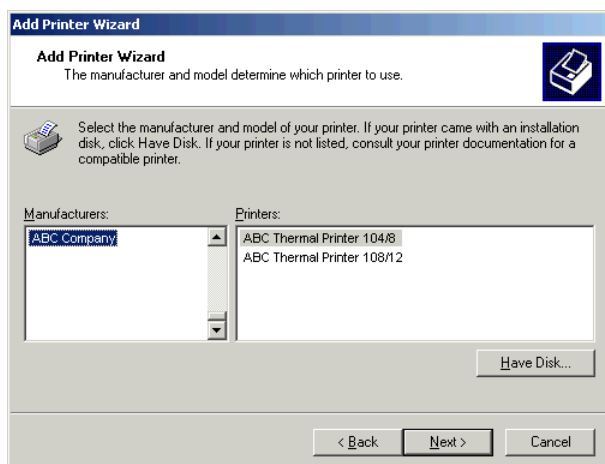 Add Printer Wizard
Add Printer Wizard
The manufacturer and model determine which printer to use.
Select the manufacturer and model of your printer. If your printer came with an installation
disk, click Have Disk. If your printer is not listed, consult your printer documentation for a
compatible printer.
Manufacturers:
ABC Company
Printers:
ABC Thermal Printer 104/8
ABC Thermal Printer 108/12
Have Disk...
< Back
Next >
Cancel